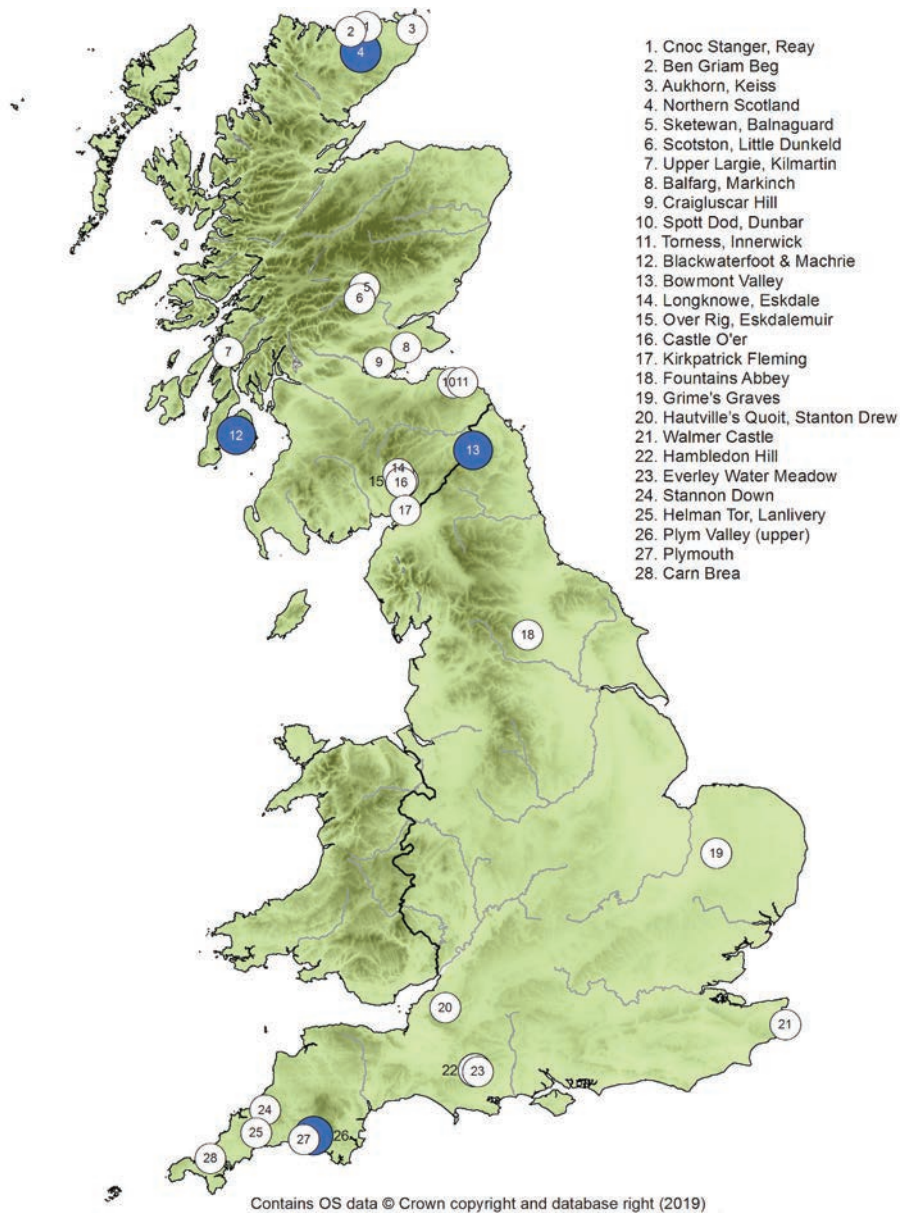 1. Cnoc Stanger, Reay
2. Ben Griam Beg
3. Aukhorn, Keiss
4. Northern Scotland
5. Sketewan, Balnaguard
6. Scotston, Little Dunkeld
7. Upper Largie, Kilmartin
8. Balfarg, Markinch
9. Craigluscar Hill
10. Spott Dod, Dunbar
11. Torness, Innerwick
12. Blackwaterfoot & Machrie
13. Bowmont Valley
14. Longknowe, Eskdale
15. Over Rig, Eskdalemuir
16. Castle O'er
17. Kirkpatrick Fleming
18. Fountains Abbey
19. Grime's Graves
20. Hautville's Quoit, Stanton Drew
21. Walmer Castle
22. Hambledon Hill
23. Everley Water Meadow
24. Stannon Down
25. Helman Tor, Lanlivery
26. Plym Valley (upper)
27. Plymouth
28. Carn Brea
2
1
3
4
5
6
7
8
9
10
11
12
13
14
15
16
17
18
19
20
21
22
23
24
25
27
26
28
Contains OS data © Crown copyright and database right (2019)